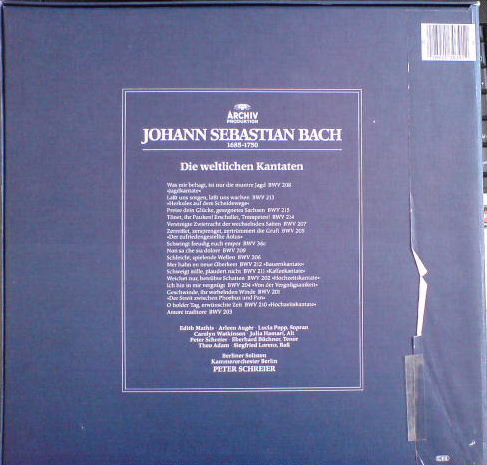 ARCHIV
PRODUKTION
JOHANN SEBASTIAN BACH
1685-1750
Die weltlichen Kantaten
Was mir behagt, ist nur die muntre Jagd BWV 208
»Jagdkantate«
Laßt uns sorgen, laßt uns wachen BWV 213
»Herkules auf dem Scheidewege«
Preise dein Glücke, gesegnetes Sachsen BWV 215
Tönet, ihr Pauken! Erschallet, Trompeten! BWV 214
Vereinigte Zwietracht der wechselnden Saiten BWV 207
Zerreißet, zersprenget, zertrümmert die Gruft BWV 205
»Der zufriedengestellte Äolus«
Schwingt freudig euch empor BWV 36c
Non sa che sia dolore BWV 209
Schleicht, spielende Wellen BWV 206
Mer hahn en neue Oberkeet BWV 212 »Bauernkantate«
Schweigt stille, plaudert nicht BWV 211 »Kaffeekantate«
Weichet nur, betrübte Schatten BWV 202 »Hochzeitskantate«
Ich bin in mir vergnügt BWV 204 »Von der Vergnügsamkeit«
Geschwinde, ihr wirbelnden Winde BWV 201
»Der Streit zwischen Phoebus und Pan«
O holder Tag, erwünschte Zeit BWV 210 »Hochzeitskantate«
Amore traditore BWV 203
Edith Mathis · Arleen Augér · Lucia Popp, Sopran
Carolyn Watkinson · Julia Hamari, Alt
Peter Schreier · Eberhard Büchner, Tenor
Theo Adam · Siegfried Lorenz, Baß
Berliner Solisten
Kammerorchester Berlin
PETER SCHREIER